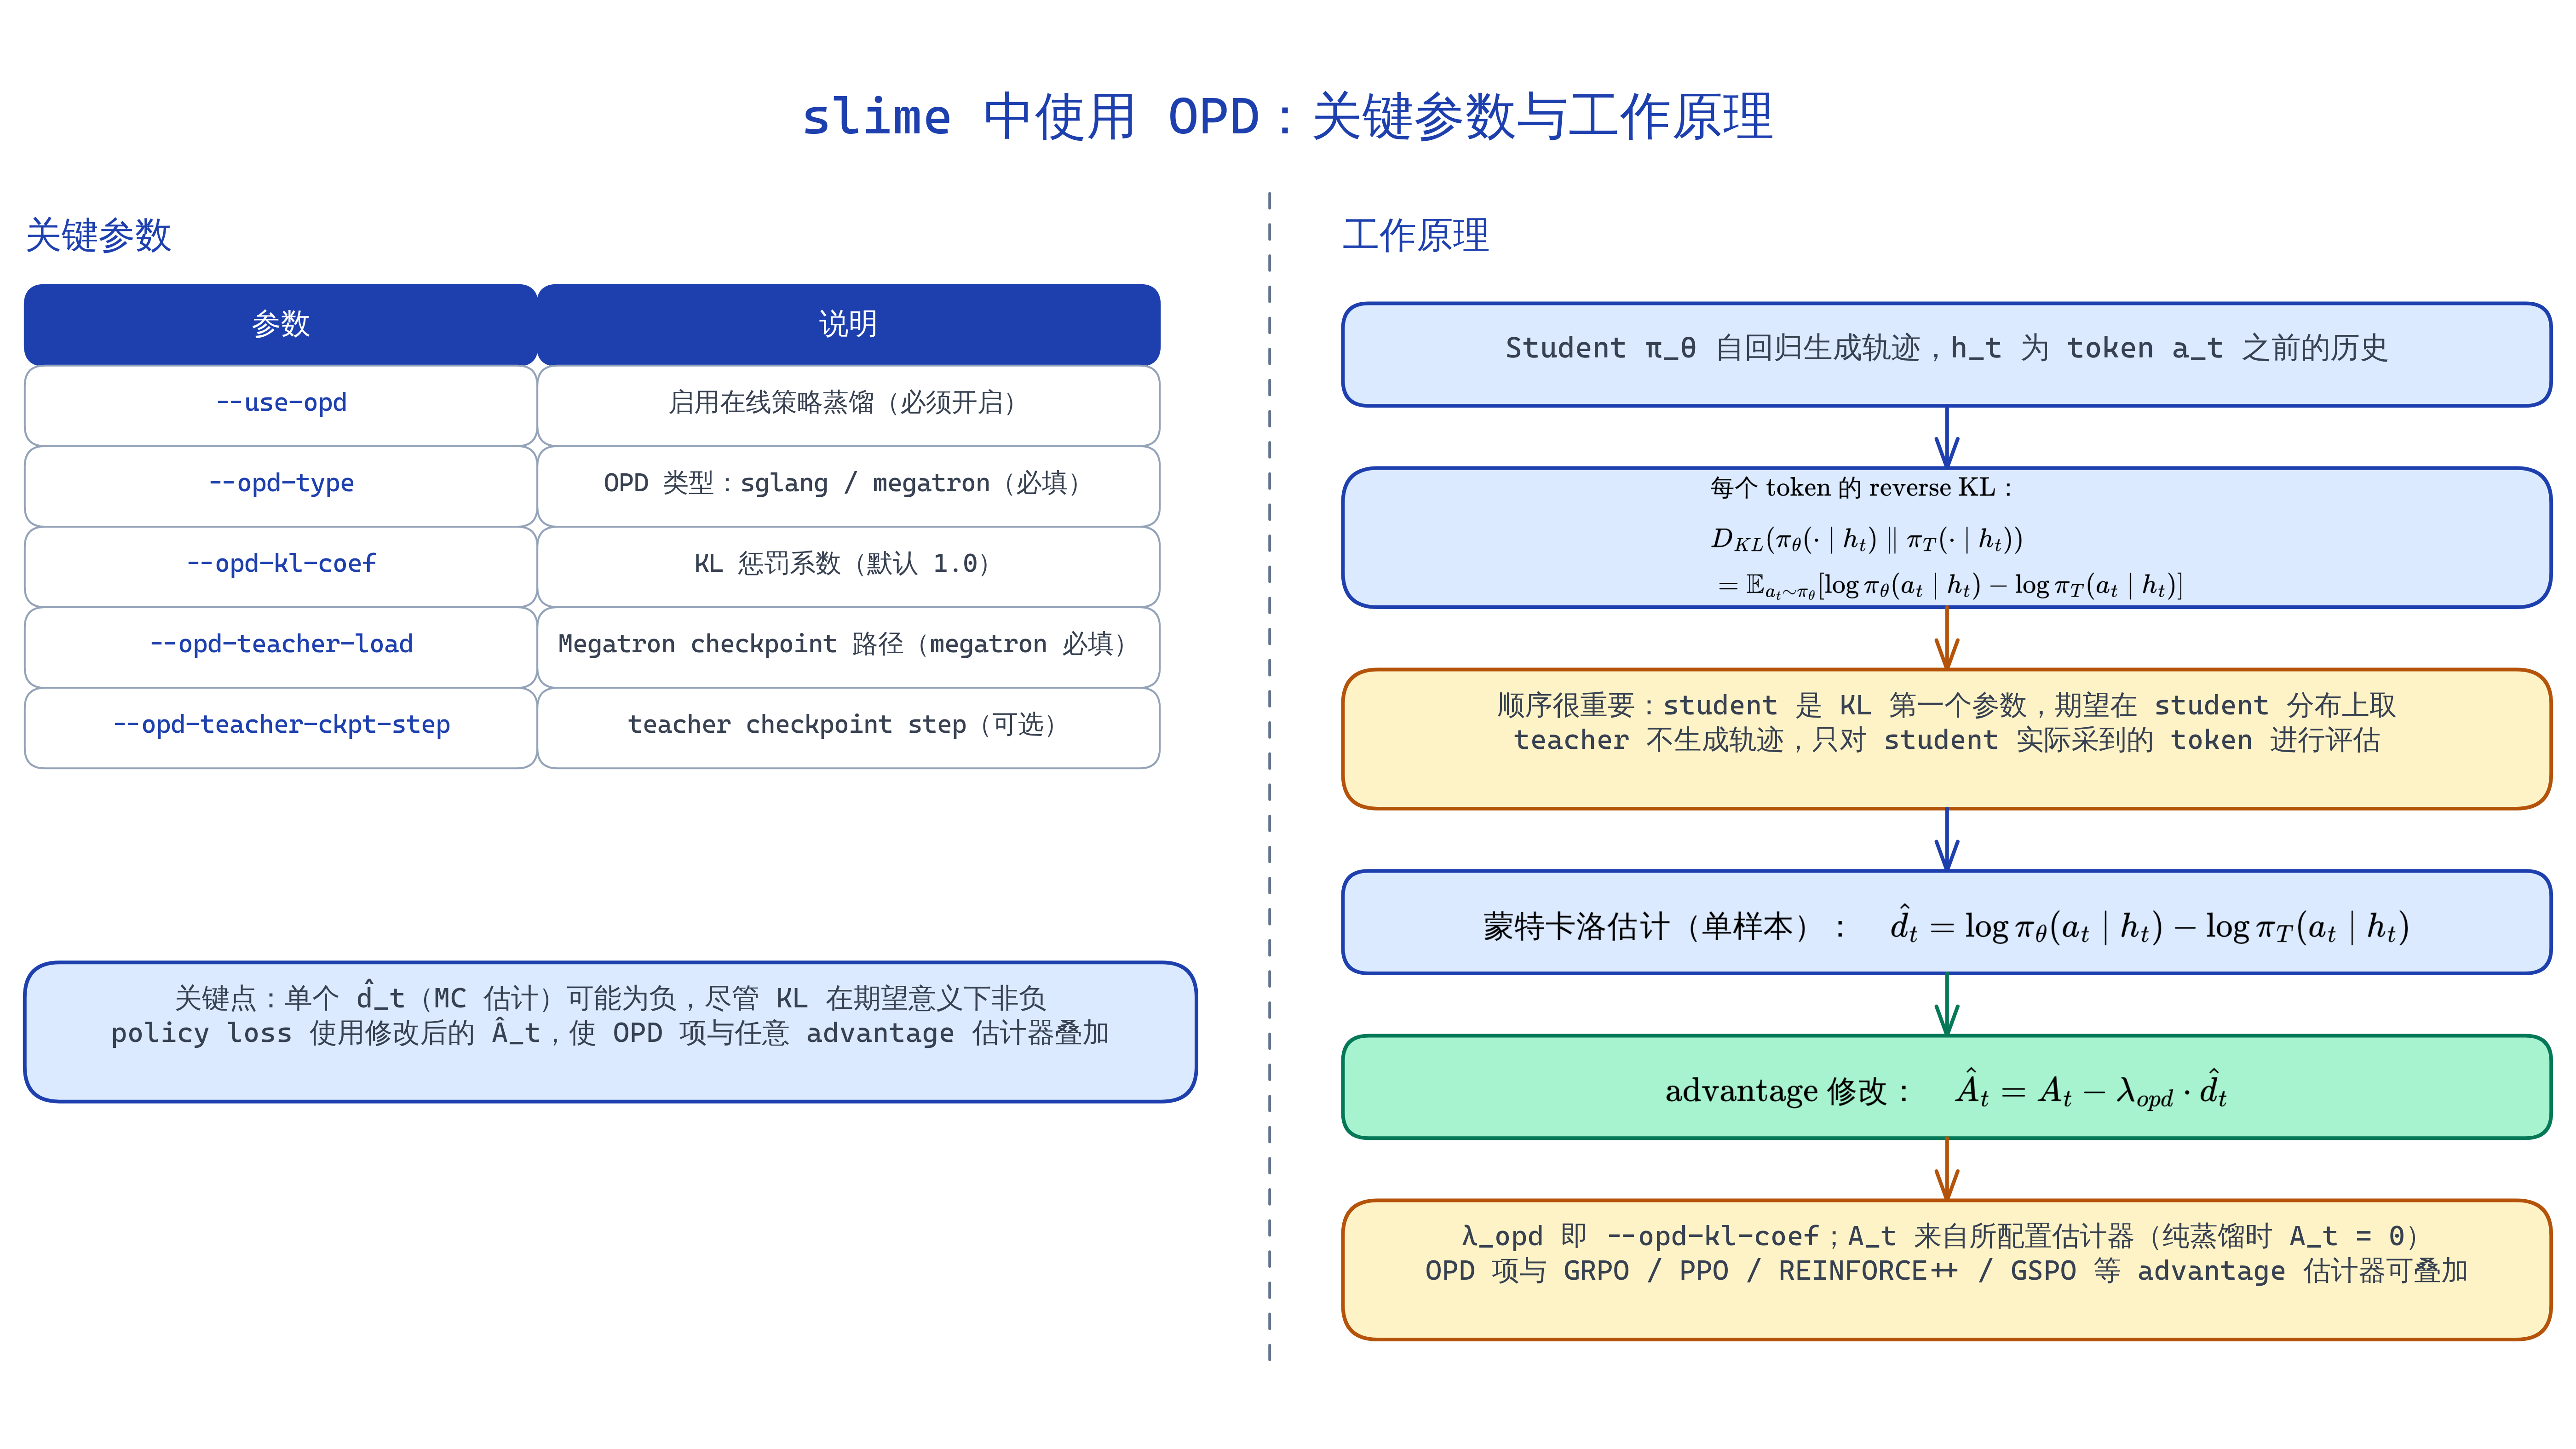 slime 中使用 OPD：关键参数与工作原理
关键参数
参数 说明
--use-opd 启用在线策略蒸馏（必须开启）
--opd-type OPD 类型：sglang / megatron（必填）
--opd-kl-coef KL 惩罚系数（默认 1.0）
--opd-teacher-load Megatron checkpoint 路径（megatron 必填）
--opd-teacher-ckpt-step teacher checkpoint step（可选）
关键点：单个 d̂_t（MC 估计）可能为负，尽管 KL 在期望意义下非负
policy loss 使用修改后的 Â_t，使 OPD 项与任意 advantage 估计器叠加
工作原理
Student π_θ 自回归生成轨迹，h_t 为 token a_t 之前的历史
每个 token 的 reverse KL：
D_{KL}(π_θ(· | h_t) ∥ π_T(· | h_t))
= 𝔼_{a_t∼π_θ}[log π_θ(a_t | h_t) − log π_T(a_t | h_t)]
顺序很重要：student 是 KL 第一个参数，期望在 student 分布上取
teacher 不生成轨迹，只对 student 实际采到的 token 进行评估
蒙特卡洛估计（单样本）： d̂_t = log π_θ(a_t | h_t) − log π_T(a_t | h_t)
advantage 修改： Â_t = A_t − λ_{opd} · d̂_t
λ_opd 即 --opd-kl-coef；A_t 来自所配置估计器（纯蒸馏时 A_t = 0）
OPD 项与 GRPO / PPO / REINFORCE++ / GSPO 等 advantage 估计器可叠加